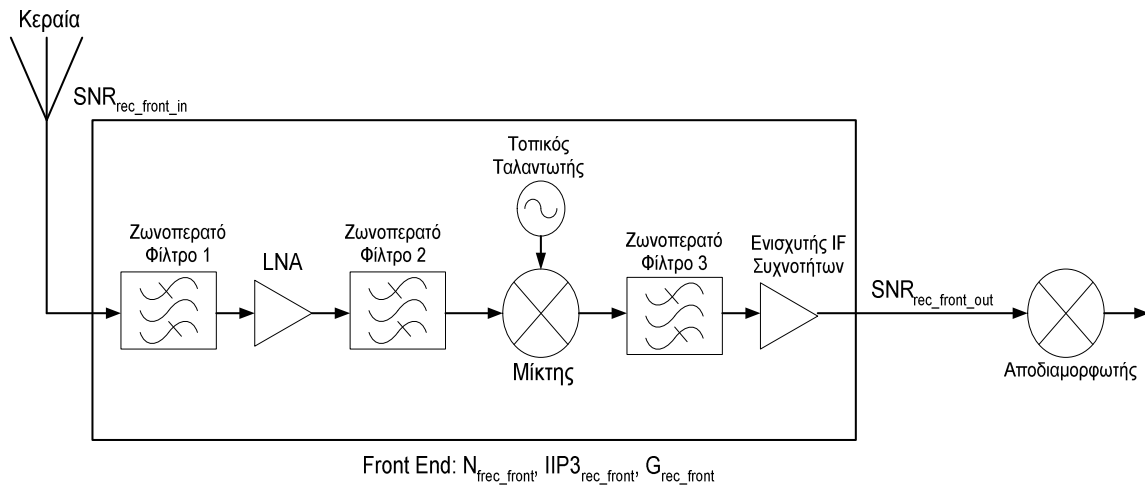 Κεραία
SNRrec_front_in
Τοπικός
Ταλαντωτής
Ζωνοπερατό
Φίλτρο 1
LNA
Ζωνοπερατό
Φίλτρο 2
Μίκτης
Ζωνοπερατό
Φίλτρο 3
Ενισχυτής IF
Συχνοτήτων
SNRrec_front_out
Αποδιαμορφωτής
Front End: Nfrec_front, IIP3rec_front, Grec_front